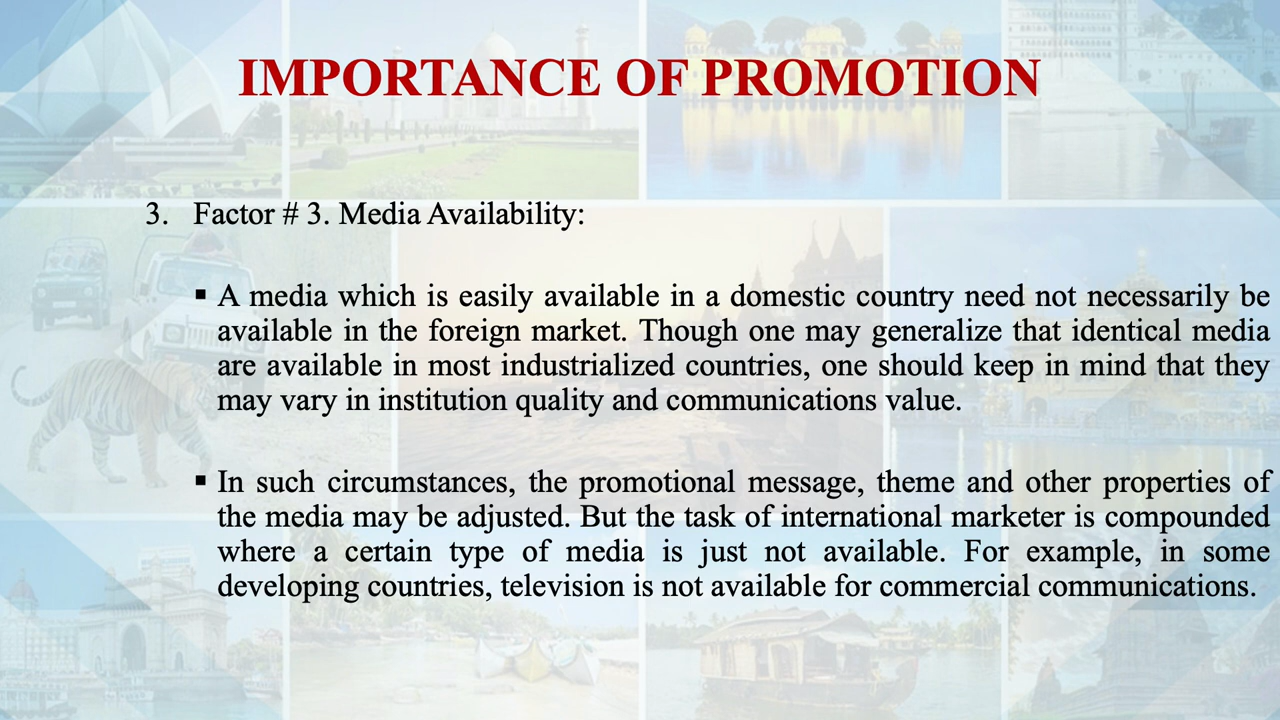 IMPORTANCE OF PROMOTION
3. Factor # 3. Media Availability:
▪ A media which is easily available in a domestic country need not necessarily be
available in the foreign market. Though one may generalize that identical media
are available in most industrialized countries, one should keep in mind that they
may vary in institution quality and communications value.
▪ In such circumstances, the promotional message, theme and other properties of
the media may be adjusted. But the task of international marketer is compounded
where a certain type of media is just not available. For example, in some
developing countries, television is not available for commercial communications.